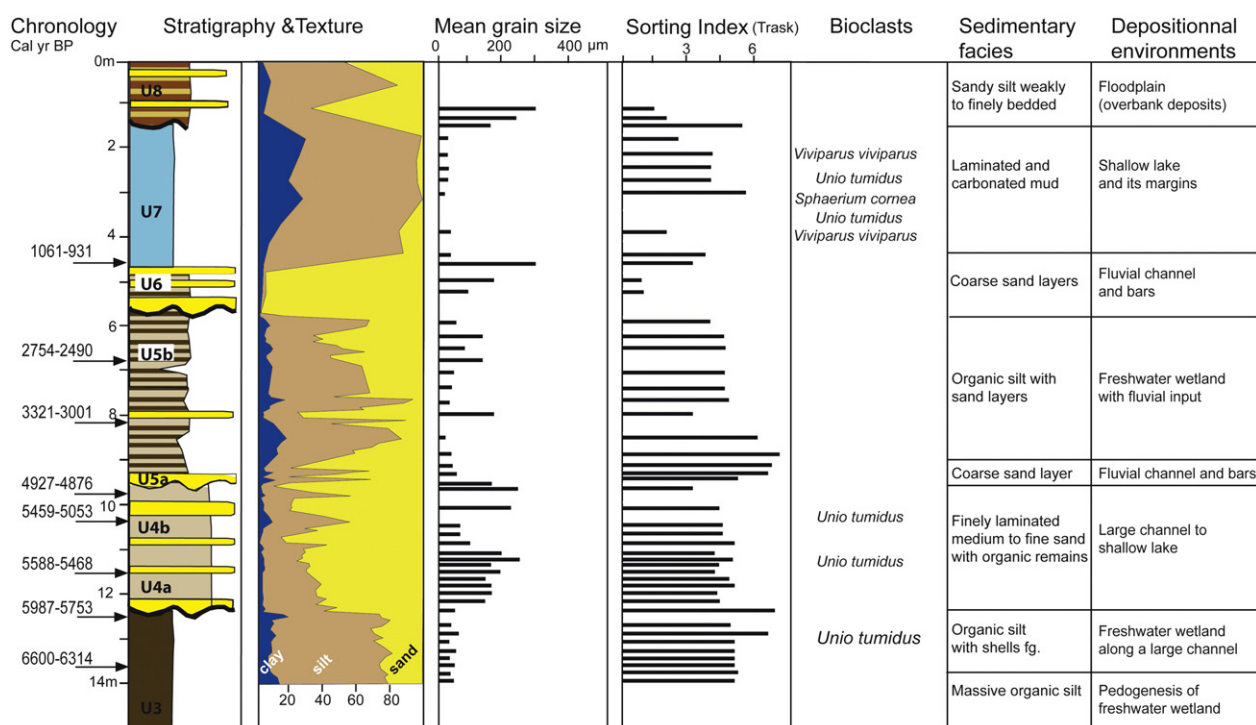 Chronology
Cal yr BP
Stratigraphy &Texture
Mean grain size
0 200 400 µm
Sorting Index (Trask)
3 6
Bioclasts
Sedimentary
facies
Depositionnal
environments
0m
2
4
6
8
10
12
14m
1061-931
2754-2490
3321-3001
4927-4876
5459-5053
5588-5468
5987-5753
6600-6314
U8
U7
U6
U5b
U5a
U4b
U4a
U3
clay
silt
sand
20 40 60 80
Viviparus viviparus
Unio tumidus
Sphaerium cornea
Unio tumidus
Viviparus viviparus
Unio tumidus
Unio tumidus
Unio tumidus
Sandy silt weakly
to finely bedded
Floodplain
(overbank deposits)
Laminated and
carbonated mud
Shallow lake
and its margins
Coarse sand layers
Fluvial channel
and bars
Organic silt with
sand layers
Freshwater wetland
with fluvial input
Coarse sand layer
Fluvial channel and bars
Finely laminated
medium to fine sand
with organic remains
Large channel to
shallow lake
Organic silt
with shells fg.
Freshwater wetland
along a large channel
Massive organic silt
Pedogenesis of
freshwater wetland